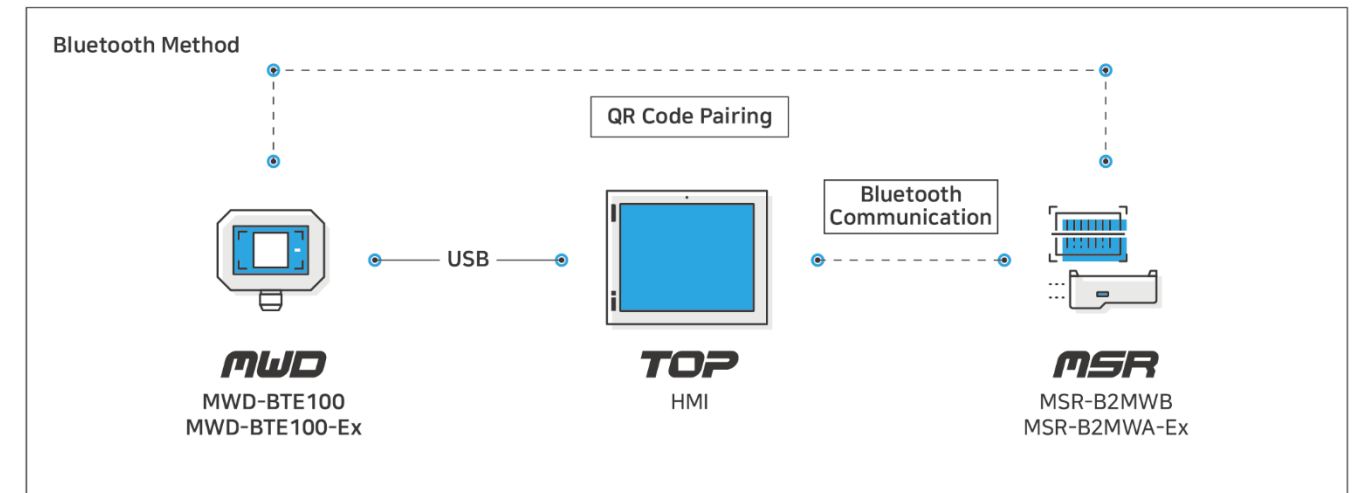 Bluetooth Method
QR Code Pairing
Bluetooth
Communication
USB
MWD
TOP
MSR
MWD-BTE100
MWD-BTE100-Ex
HMI
MSR-B2MWB
MSR-B2MWA-Ex